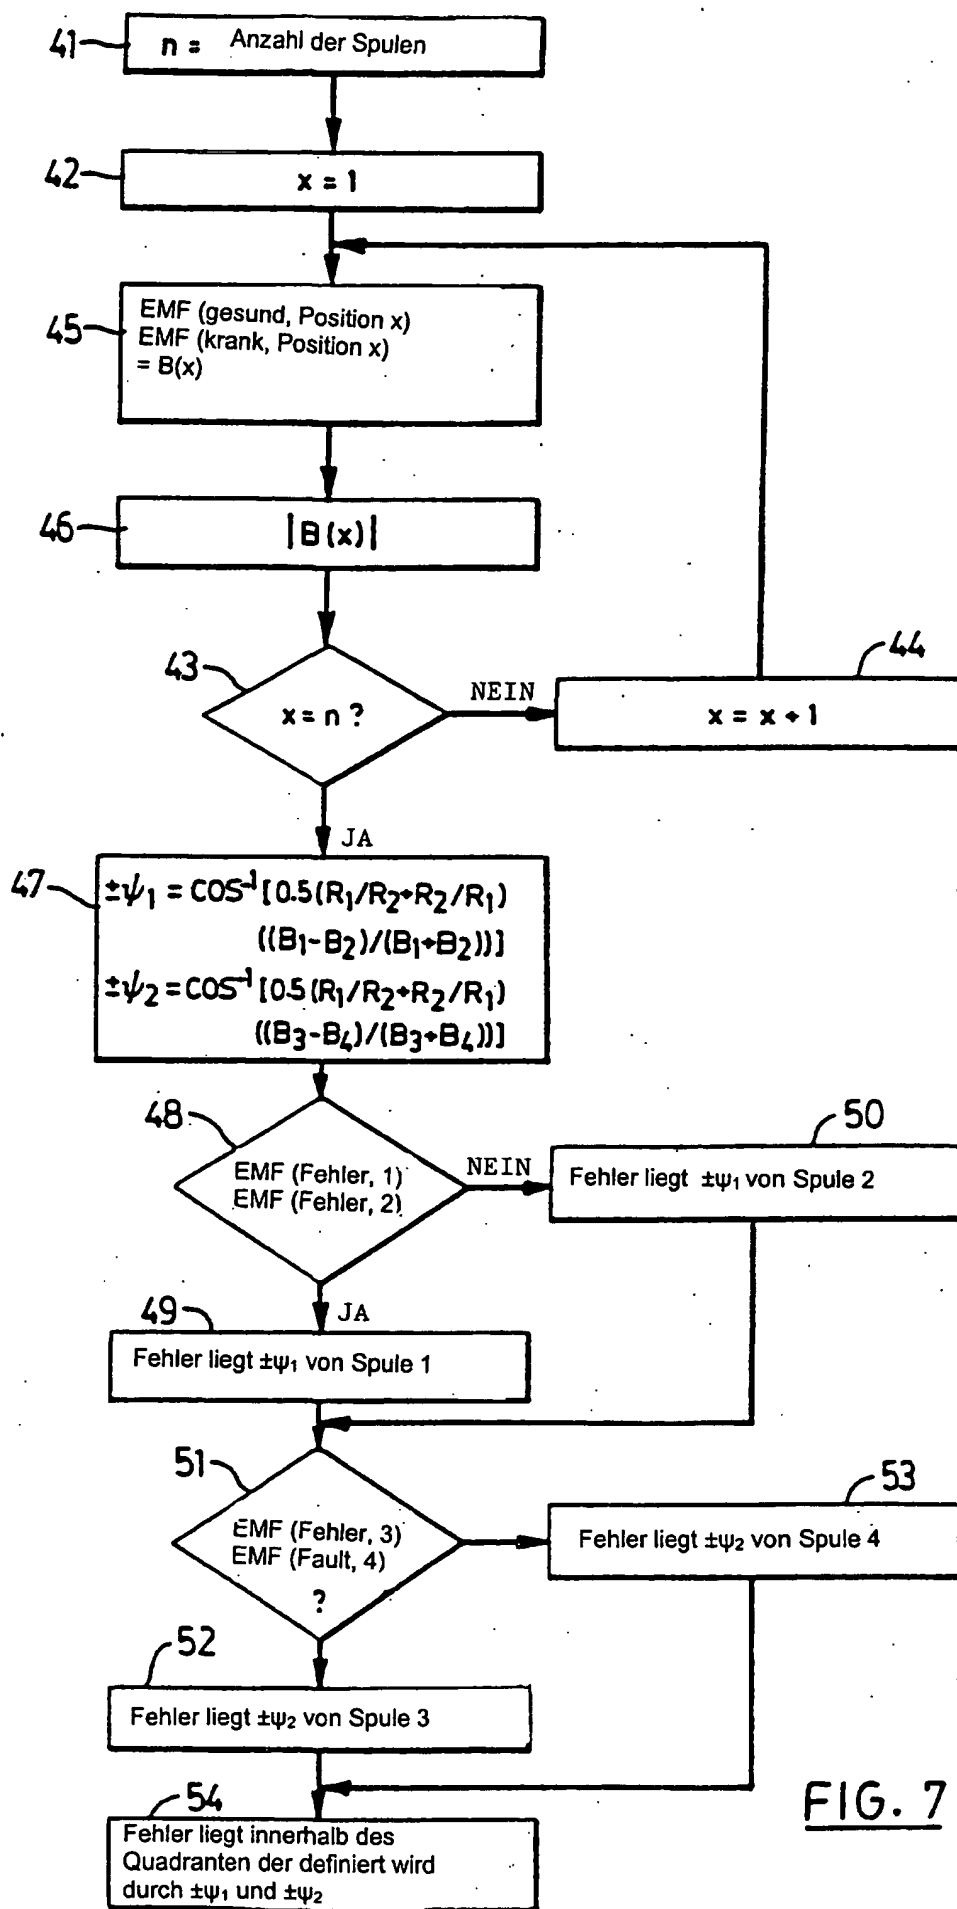 41
n = Anzahl der Spulen
42
x = 1
45
EMF (gesund, Position x)
EMF (krank, Position x)
= B(x)
46
|B(x)|
43
x = n ?
NEIN
44
x = x + 1
JA
47
±ψ₁ = COS⁻¹ [0.5(R₁/R₂+R₂/R₁)
((B₁-B₂)/(B₁+B₂))]
±ψ₂ = COS⁻¹ [0.5(R₁/R₂+R₂/R₁)
((B₃-B₄)/(B₃+B₄))]
48
EMF (Fehler, 1)
EMF (Fehler, 2)
NEIN
50
Fehler liegt ±ψ₁ von Spule 2
JA
49
Fehler liegt ±ψ₁ von Spule 1
51
EMF (Fehler, 3)
EMF (Fault, 4)
?
53
Fehler liegt ±ψ₂ von Spule 4
52
Fehler liegt ±ψ₂ von Spule 3
54
Fehler liegt innerhalb des
Quadranten der definiert wird
durch ±ψ₁ und ±ψ₂
FIG. 7